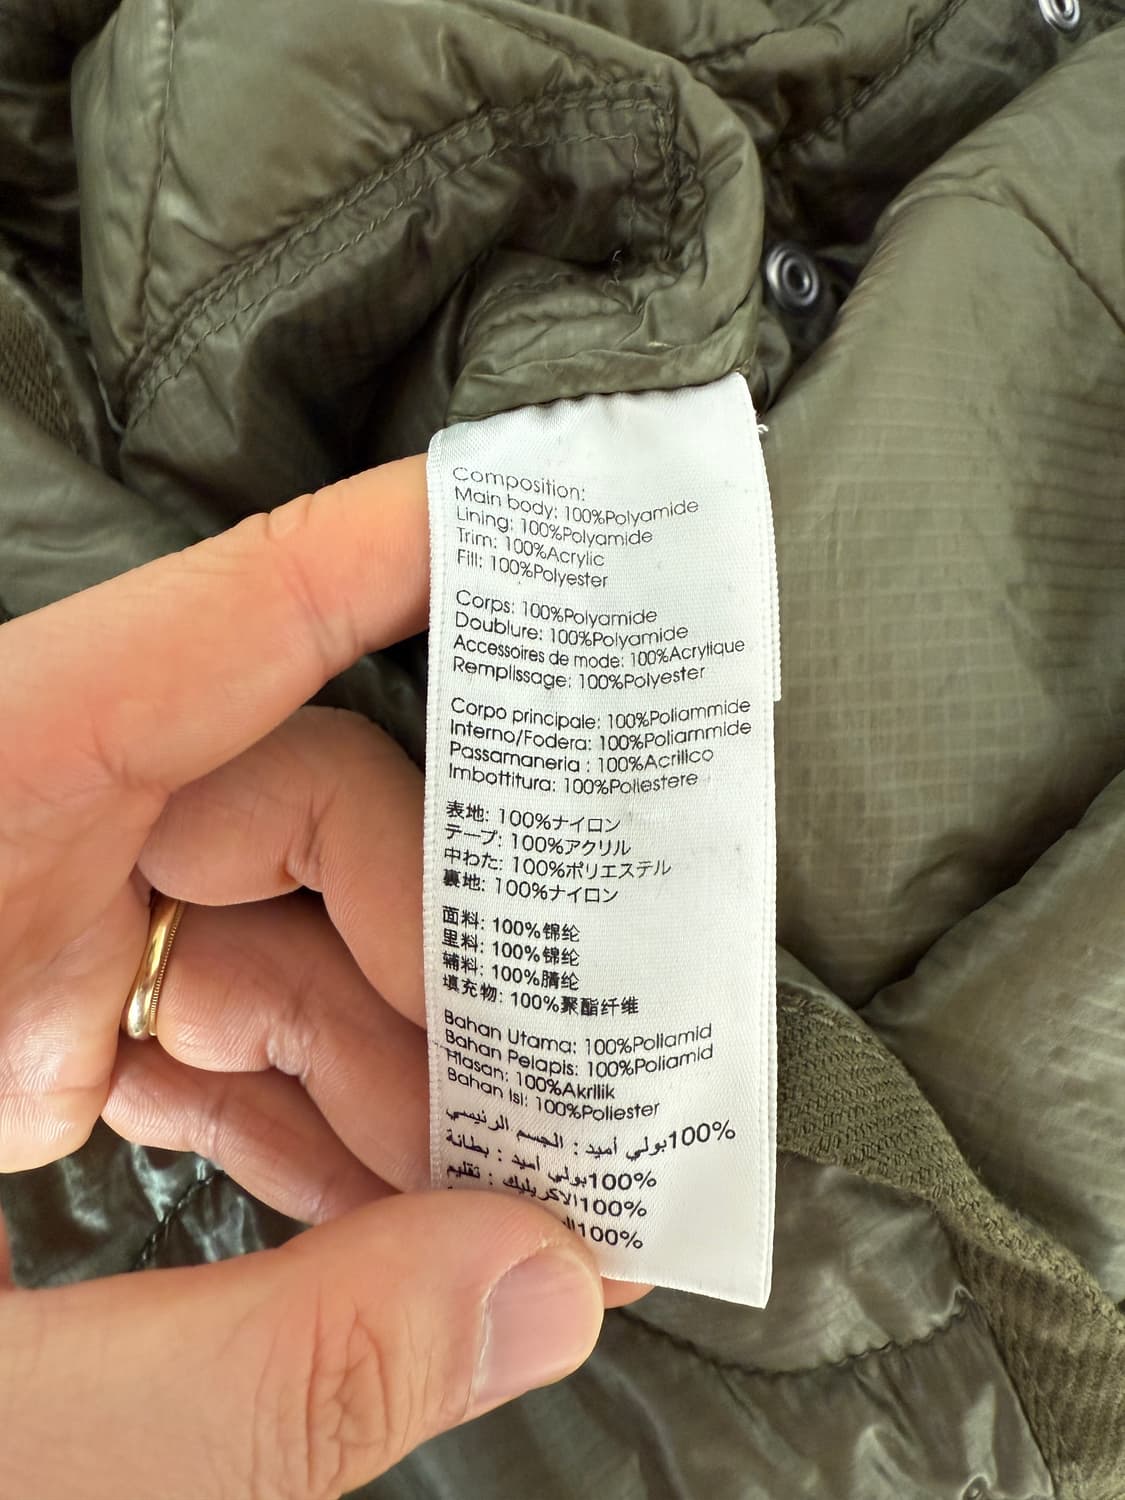 Composition:
Main body: 100%Polyamide
Lining: 100%Polyamide
Trim: 100%Acrylic
Fill: 100%Polyester
Corps: 100%Polyamide
Doublure: 100%Polyamide
Accessoires de mode: 100%Acrylique
Remplissage: 100%Polyester
Corpo principale: 100%Poliammide
Interno/Fodera: 100%Poliammide
Passamaneria : 100%Acrilico
Imbottitura: 100%Poliestere
表地: 100%ナイロン
テープ: 100%アクリル
中わた: 100%ポリエステル
裏地: 100%ナイロン
面料: 100%锦纶
里料: 100%锦纶
辅料: 100%腈纶
填充物: 100%聚酯纤维
Bahan Utama: 100%Poliamid
Bahan Pelapis: 100%Poliamid
Hiasan: 100%Akrilik
Bahan Isi: 100%Poliester
100%بولي أميد : الجسم الرئيسي
100%بولي أميد : بطانة
100%الاكريليك : تقليم
100%